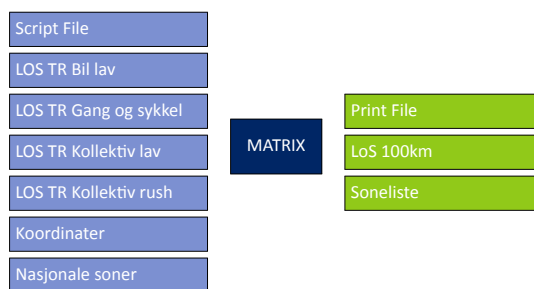 Script File
LOS TR Bil lav
LOS TR Gang og sykkel
LOS TR Kollektiv lav
LOS TR Kollektiv rush
Koordinater
Nasjonale soner
MATRIX
Print File
LoS 100km
Soneliste